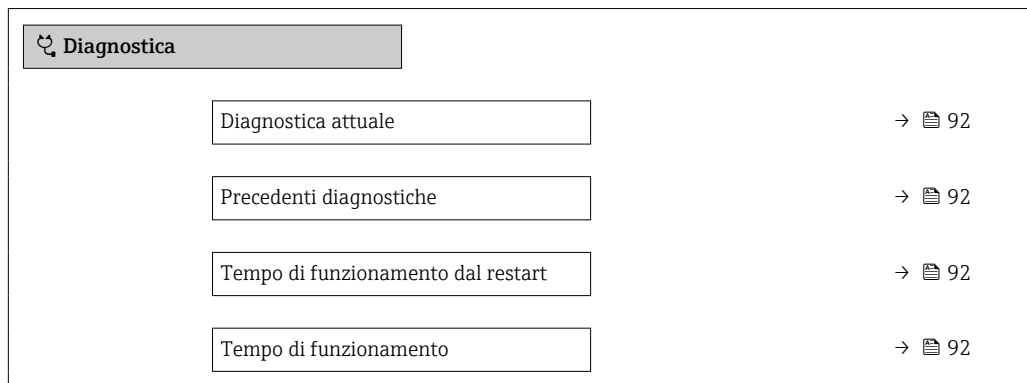 Diagnostica
Diagnostica attuale → 92
Precedenti diagnostiche → 92
Tempo di funzionamento dal restart → 92
Tempo di funzionamento → 92